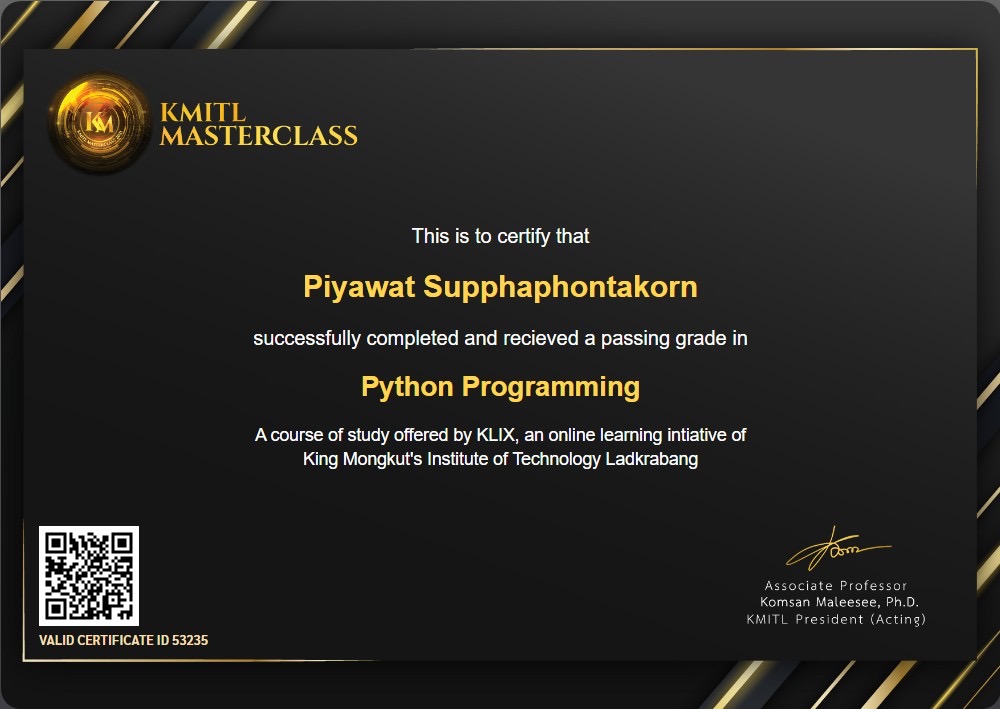 KM
KMITL
MASTERCLASS
This is to certify that
Piyawat Supphaphontakorn
successfully completed and recieved a passing grade in
Python Programming
A course of study offered by KLIX, an online learning intiative of
King Mongkut's Institute of Technology Ladkrabang
Associate Professor
Komsan Maleesee, Ph.D.
KMITL President (Acting)
VALID CERTIFICATE ID 53235